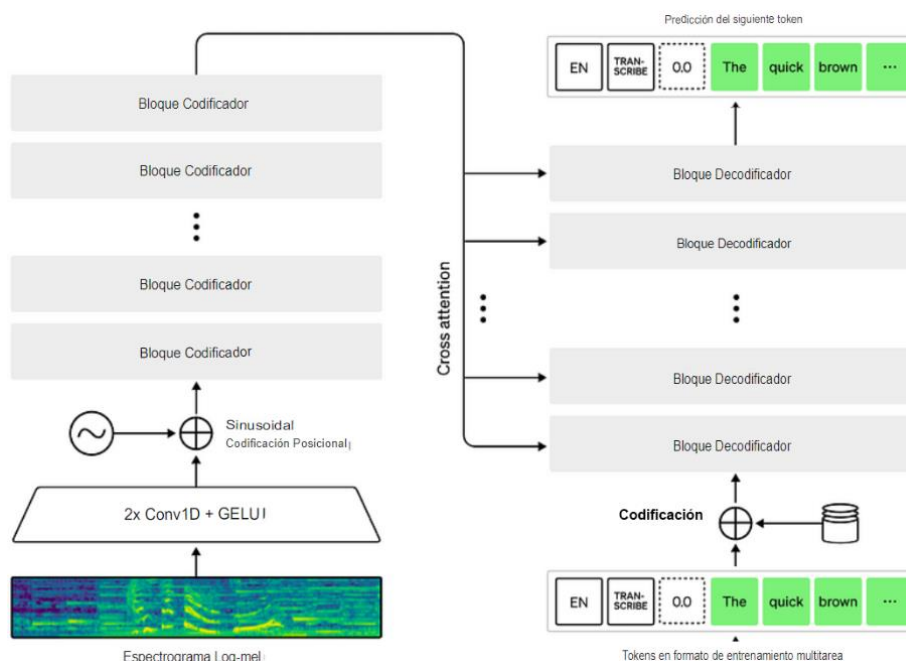 Predicción del siguiente token
EN TRAN-SCRIBE 0.0 The quick brown ...
Bloque Codificador
Bloque Codificador
Bloque Codificador
Bloque Codificador
Sinusoidal
Codificación Posicional
2x Conv1D + GELU
Espectrograma Log-mel
Cross attention
Bloque Decodificador
Bloque Decodificador
Bloque Decodificador
Bloque Decodificador
Codificación
EN TRAN-SCRIBE 0.0 The quick brown ...
Tokens en formato de entrenamiento multitarea